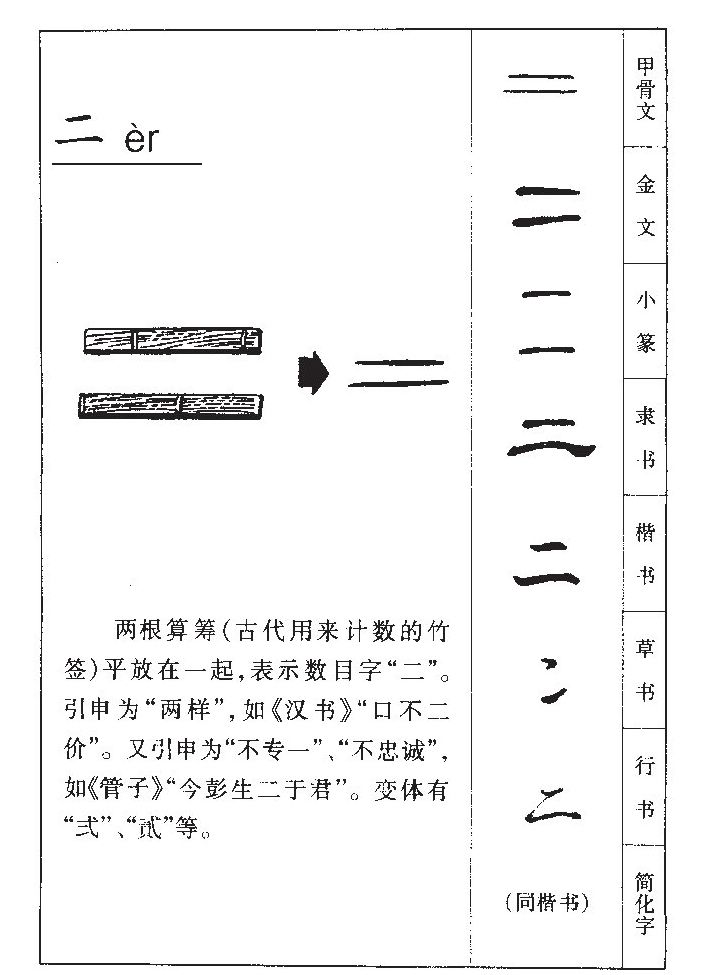 二 èr
两根算筹(古代用来计数的竹
签)平放在一起,表示数目字“二”。
引申为“两样”,如《汉书》“口不二
价”。又引申为“不专一”、“不忠诚”,
如《管子》“今彭生二于君”。变体有
“弍”、“贰”等。
二 甲骨文
二 金文
二 小篆
二 隶书
二 楷书
二 草书
二 行书
(同楷书) 简化字